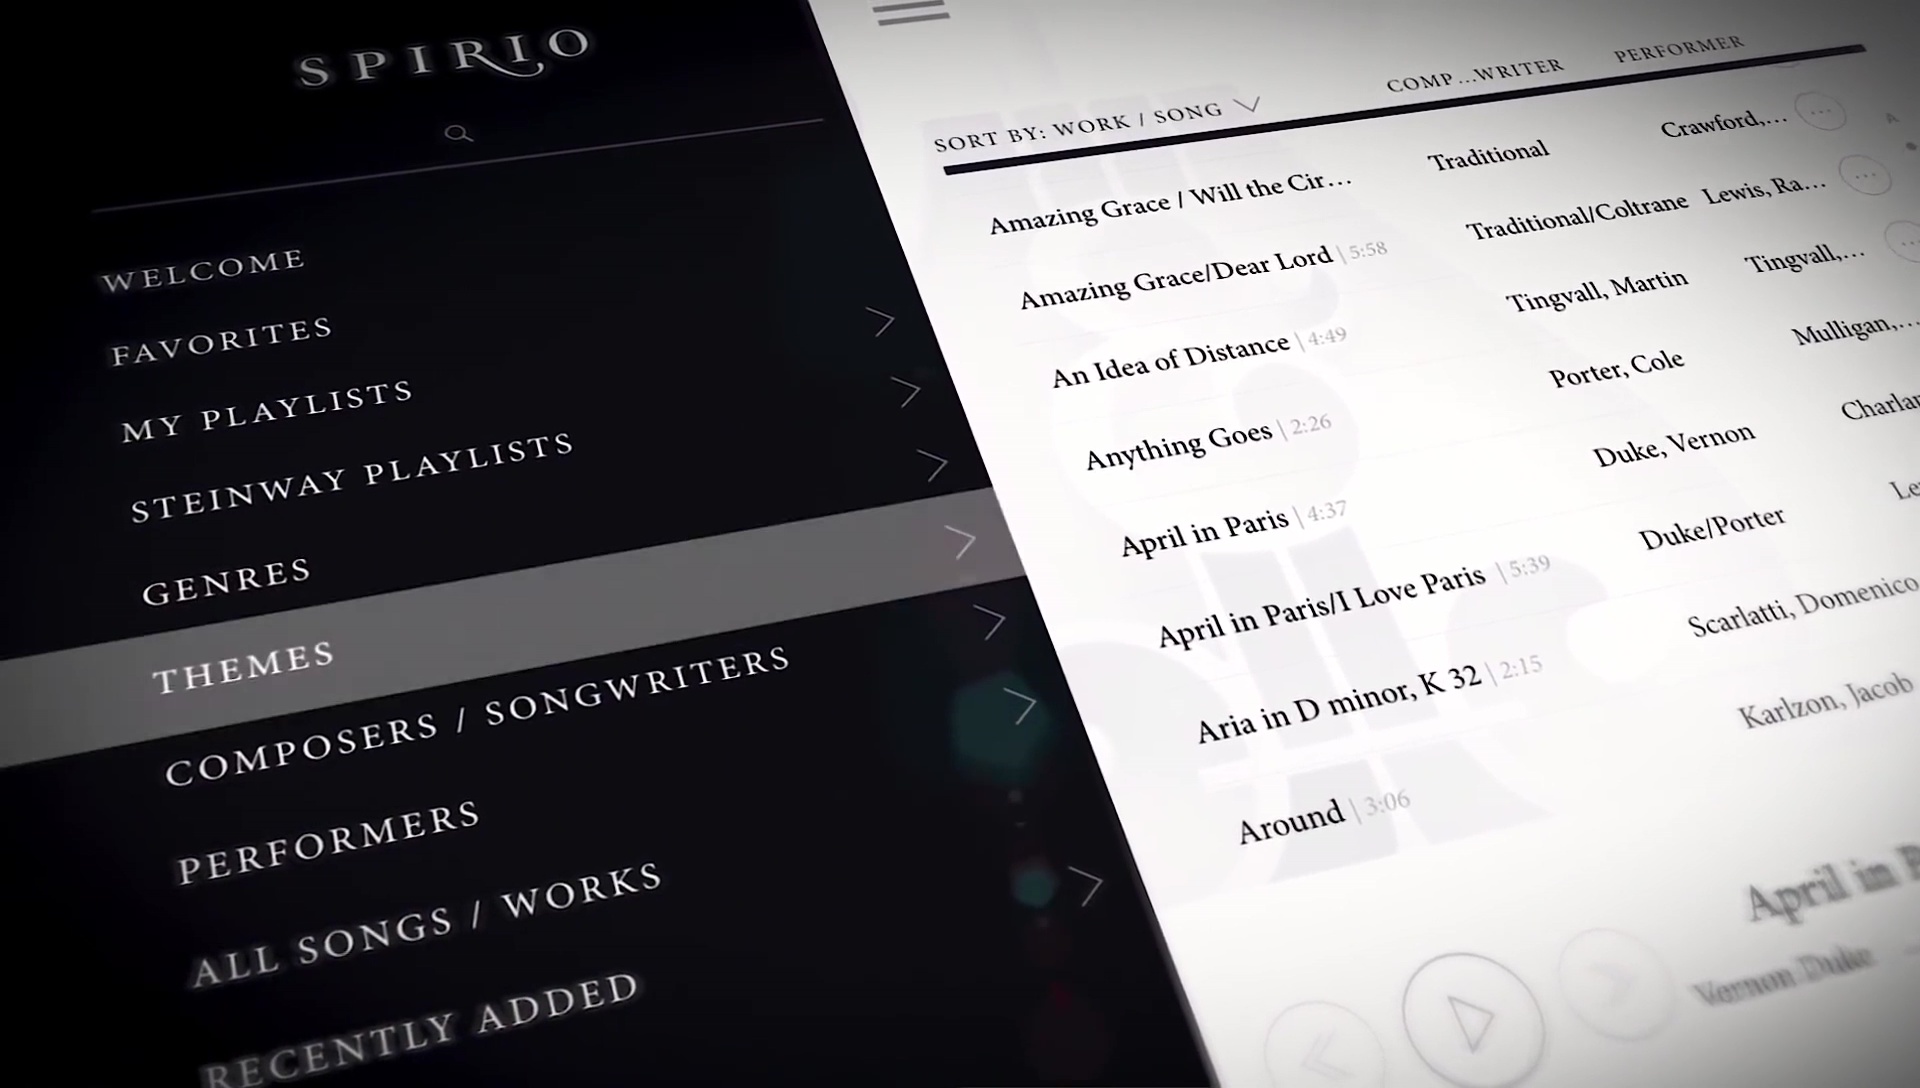 SPIRIO
WELCOME
FAVORITES
MY PLAYLISTS
STEINWAY PLAYLISTS
GENRES
THEMES
COMPOSERS / SONGWRITERS
PERFORMERS
ALL SONGS / WORKS
RECENTLY ADDED
SORT BY: WORK / SONG COMP...WRITER PERFORMER
Amazing Grace / Will the Cir... Traditional Crawford,...
Amazing Grace/Dear Lord | 5:58 Traditional/Coltrane Lewis, Ra...
An Idea of Distance | 4:49 Tingvall, Martin Tingvall,...
Anything Goes | 2:26 Porter, Cole Mulligan,...
April in Paris | 4:37 Duke, Vernon
April in Paris/I Love Paris | 5:39 Duke/Porter
Aria in D minor, K 32 | 2:15 Scarlatti, Domenico
Around | 3:06 Karlzon, Jacob
April in
Vernon Duke
A